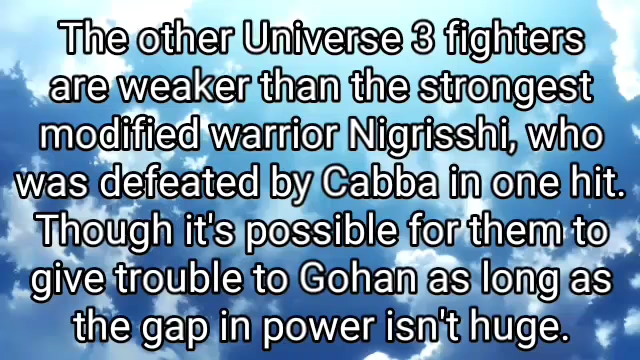 The other Universe 3 fighters
are weaker than the strongest
modified warrior Nigrisshi, who
was defeated by Cabba in one hit.
Though it's possible for them to
give trouble to Gohan as long as
the gap in power isn't huge.